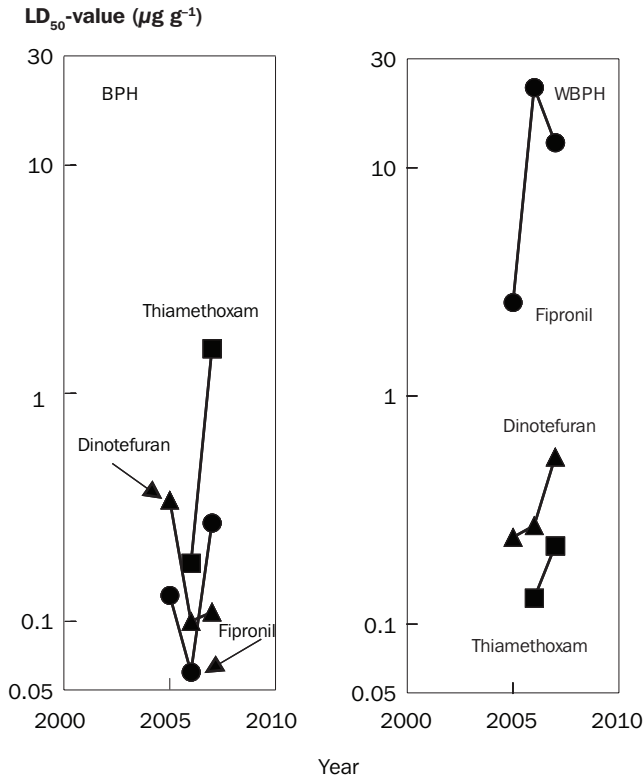 LD50-value (µg g–1)
30
BPH
10
Thiamethoxam
1
Dinotefuran
0.1
Fipronil
0.05
2000 2005 2010
30
WBPH
10
Fipronil
1
Dinotefuran
0.1
Thiamethoxam
0.05
2000 2005 2010
Year